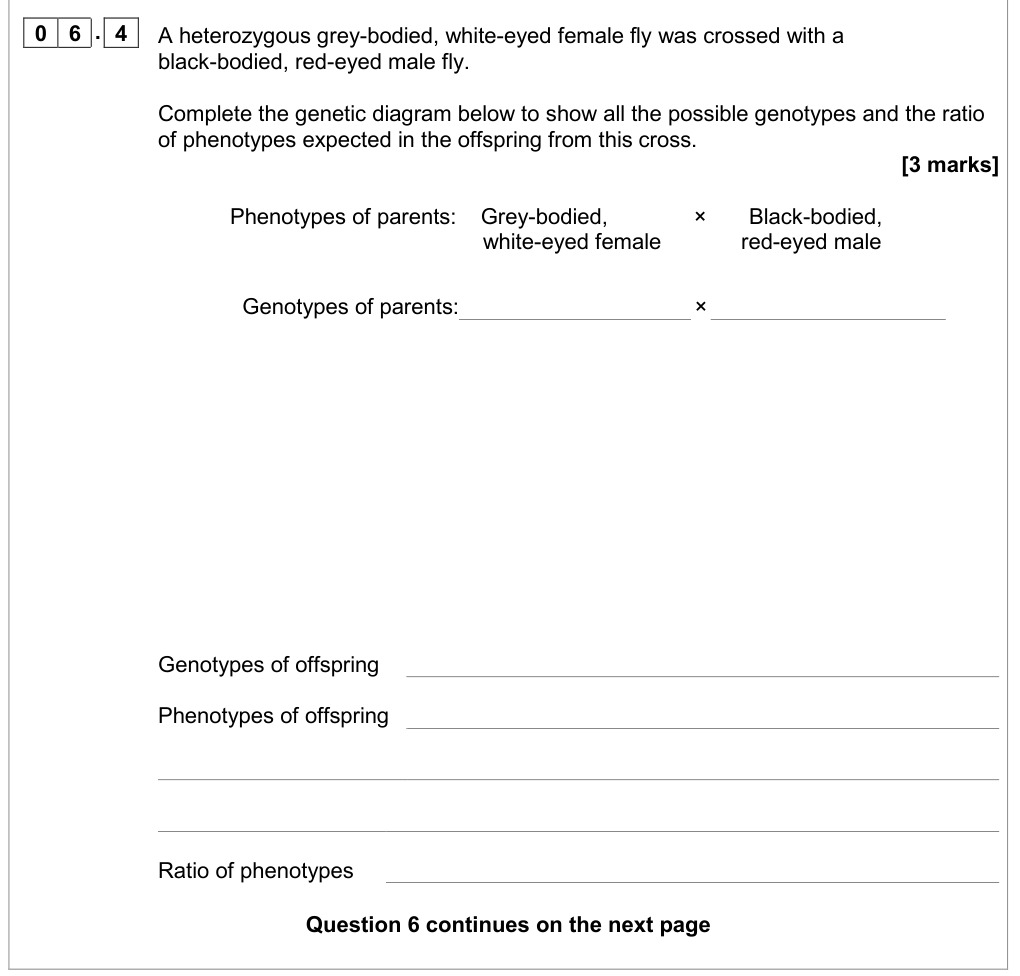 0 6 . 4 A heterozygous grey-bodied, white-eyed female fly was crossed with a
black-bodied, red-eyed male fly.
Complete the genetic diagram below to show all the possible genotypes and the ratio
of phenotypes expected in the offspring from this cross.
[3 marks]
Phenotypes of parents: Grey-bodied, × Black-bodied,
white-eyed female red-eyed male
Genotypes of parents: ×
Genotypes of offspring
Phenotypes of offspring
Ratio of phenotypes
Question 6 continues on the next page